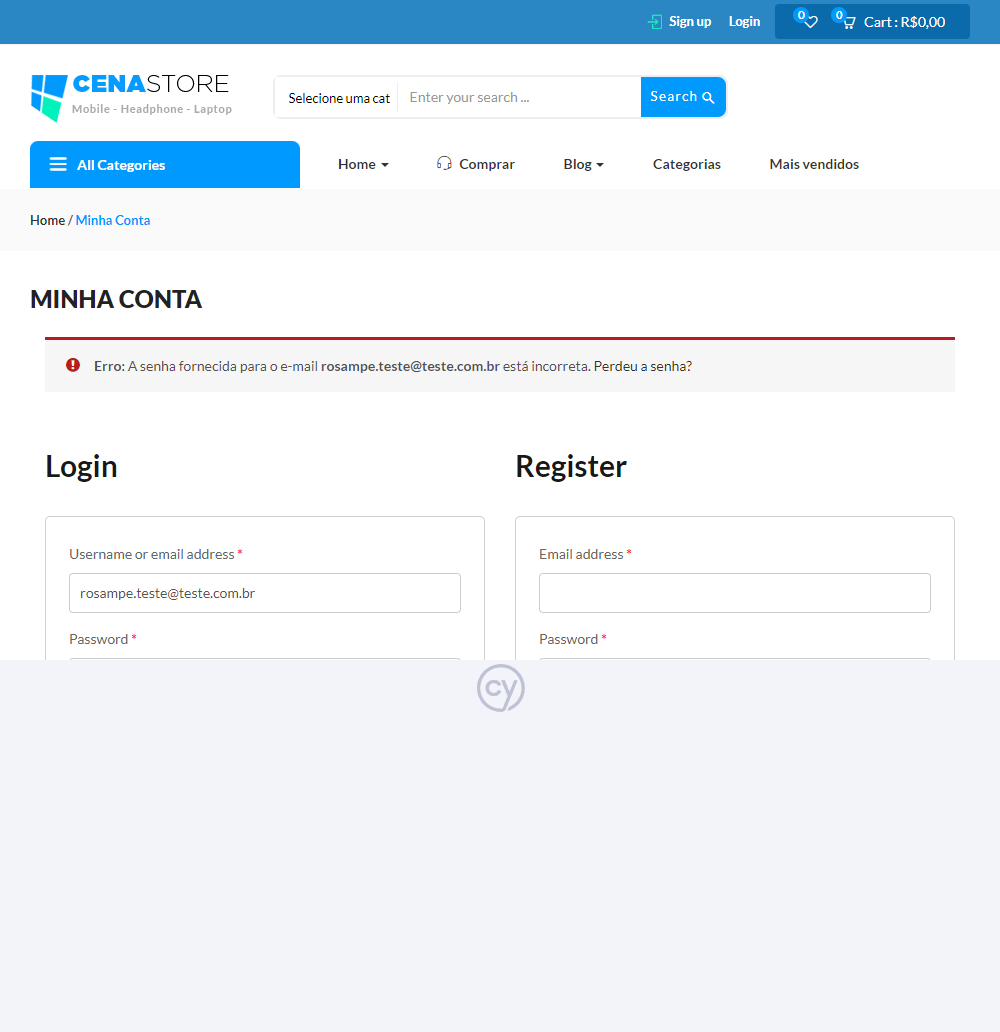 Sign up Login 0 0 Cart : R$0,00
CENASTORE
Mobile - Headphone - Laptop
Selecione uma cat Enter your search ... Search
All Categories Home Comprar Blog Categorias Mais vendidos
Home / Minha Conta
MINHA CONTA
Erro: A senha fornecida para o e-mail rosampe.teste@teste.com.br está incorreta. Perdeu a senha?
Login
Username or email address *
rosampe.teste@teste.com.br
Password *
Register
Email address *
Password *
cy